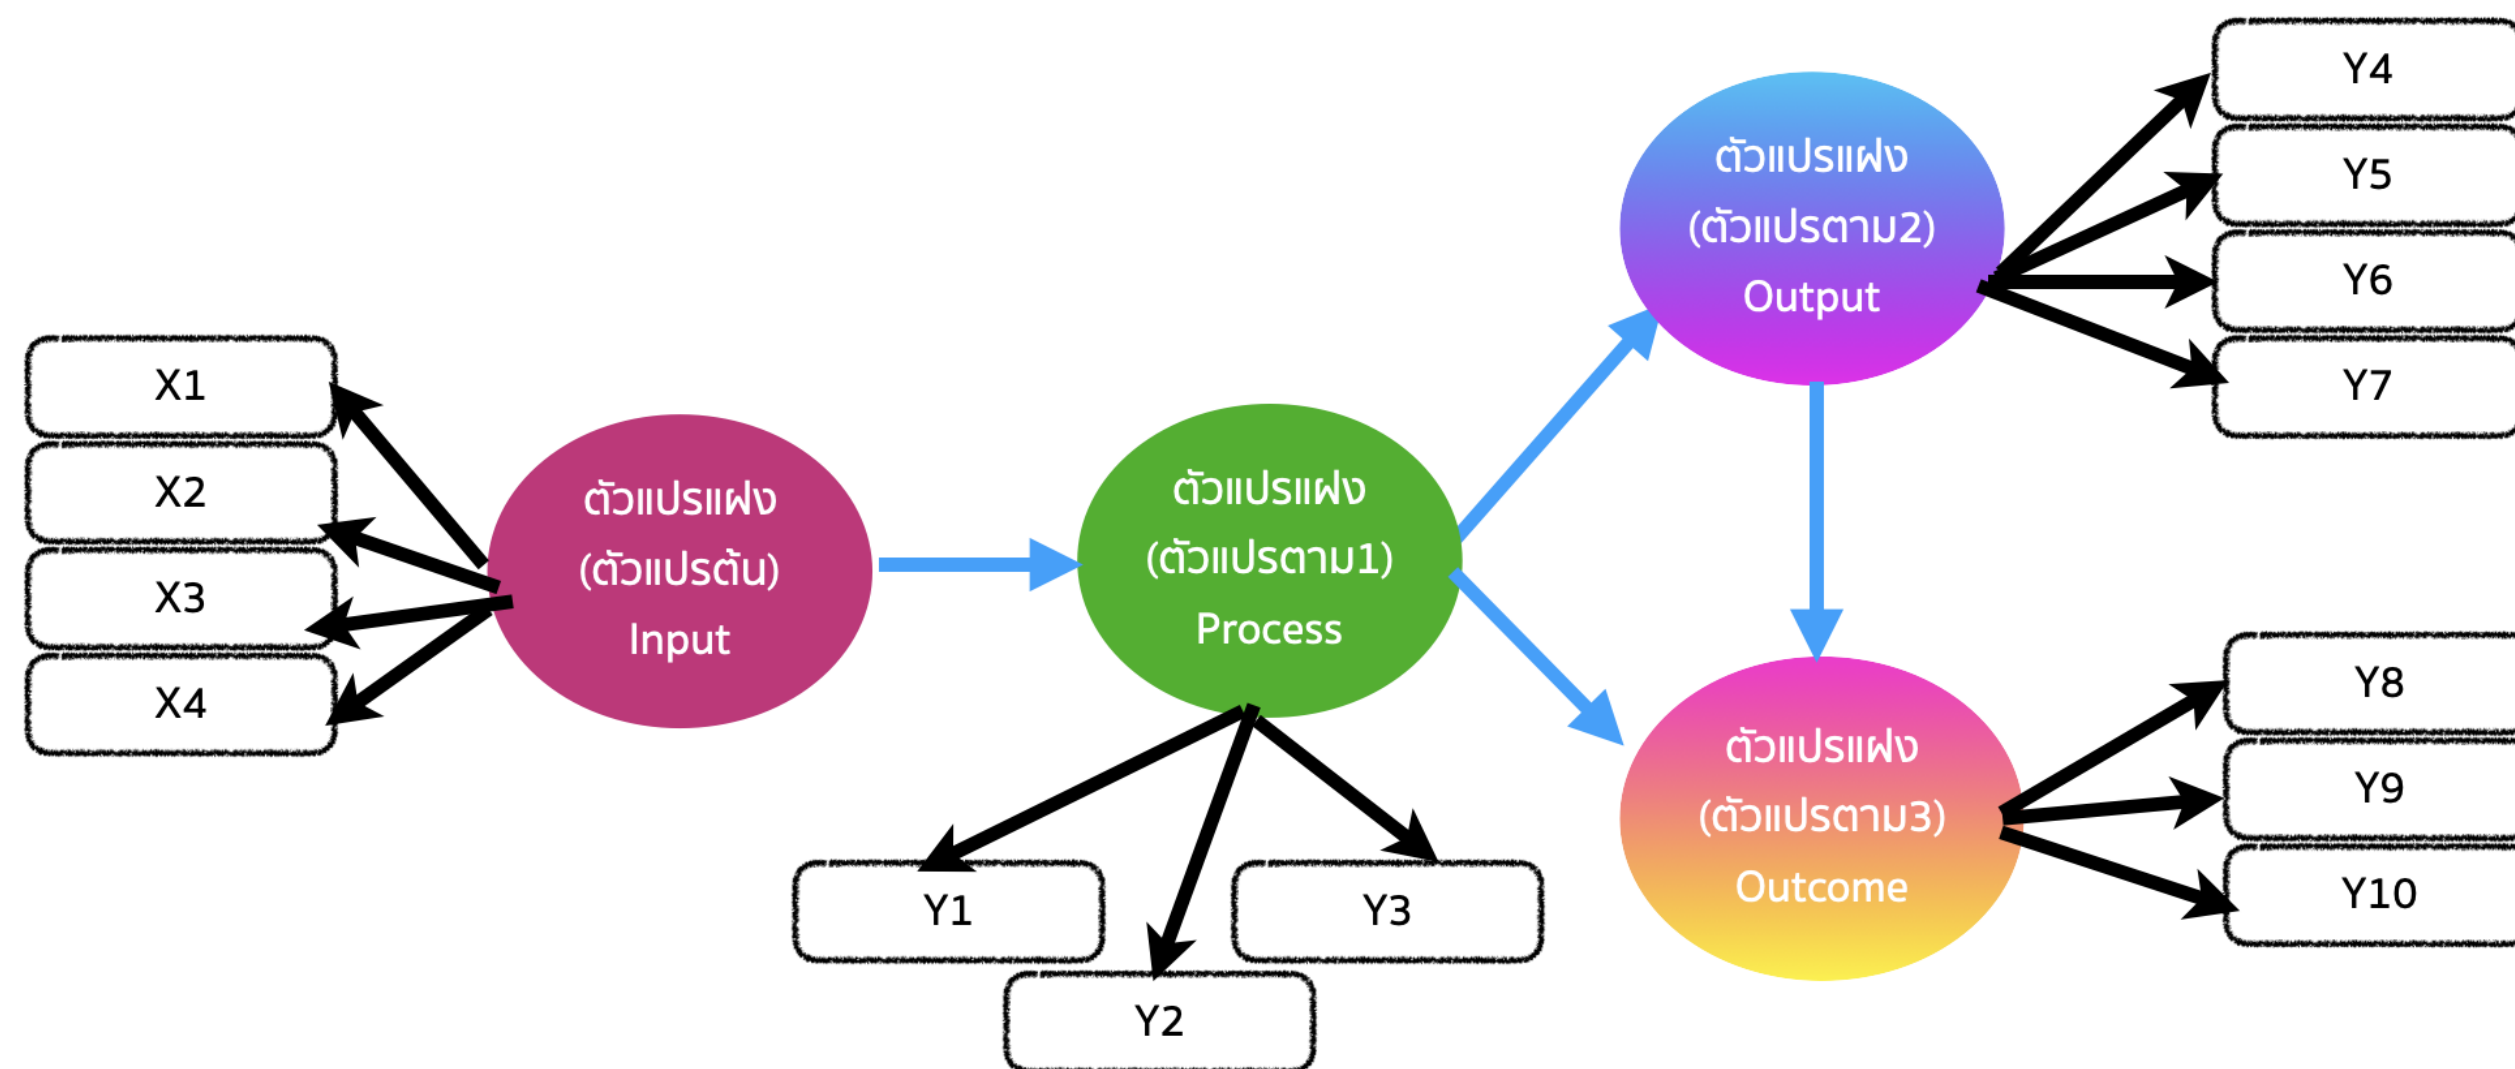 X1
X2
X3
X4
ตัวแปรแฝง
(ตัวแปรต้น)
Input
ตัวแปรแฝง
(ตัวแปรตาม1)
Process
Y1
Y2
Y3
ตัวแปรแฝง
(ตัวแปรตาม2)
Output
Y4
Y5
Y6
Y7
ตัวแปรแฝง
(ตัวแปรตาม3)
Outcome
Y8
Y9
Y10